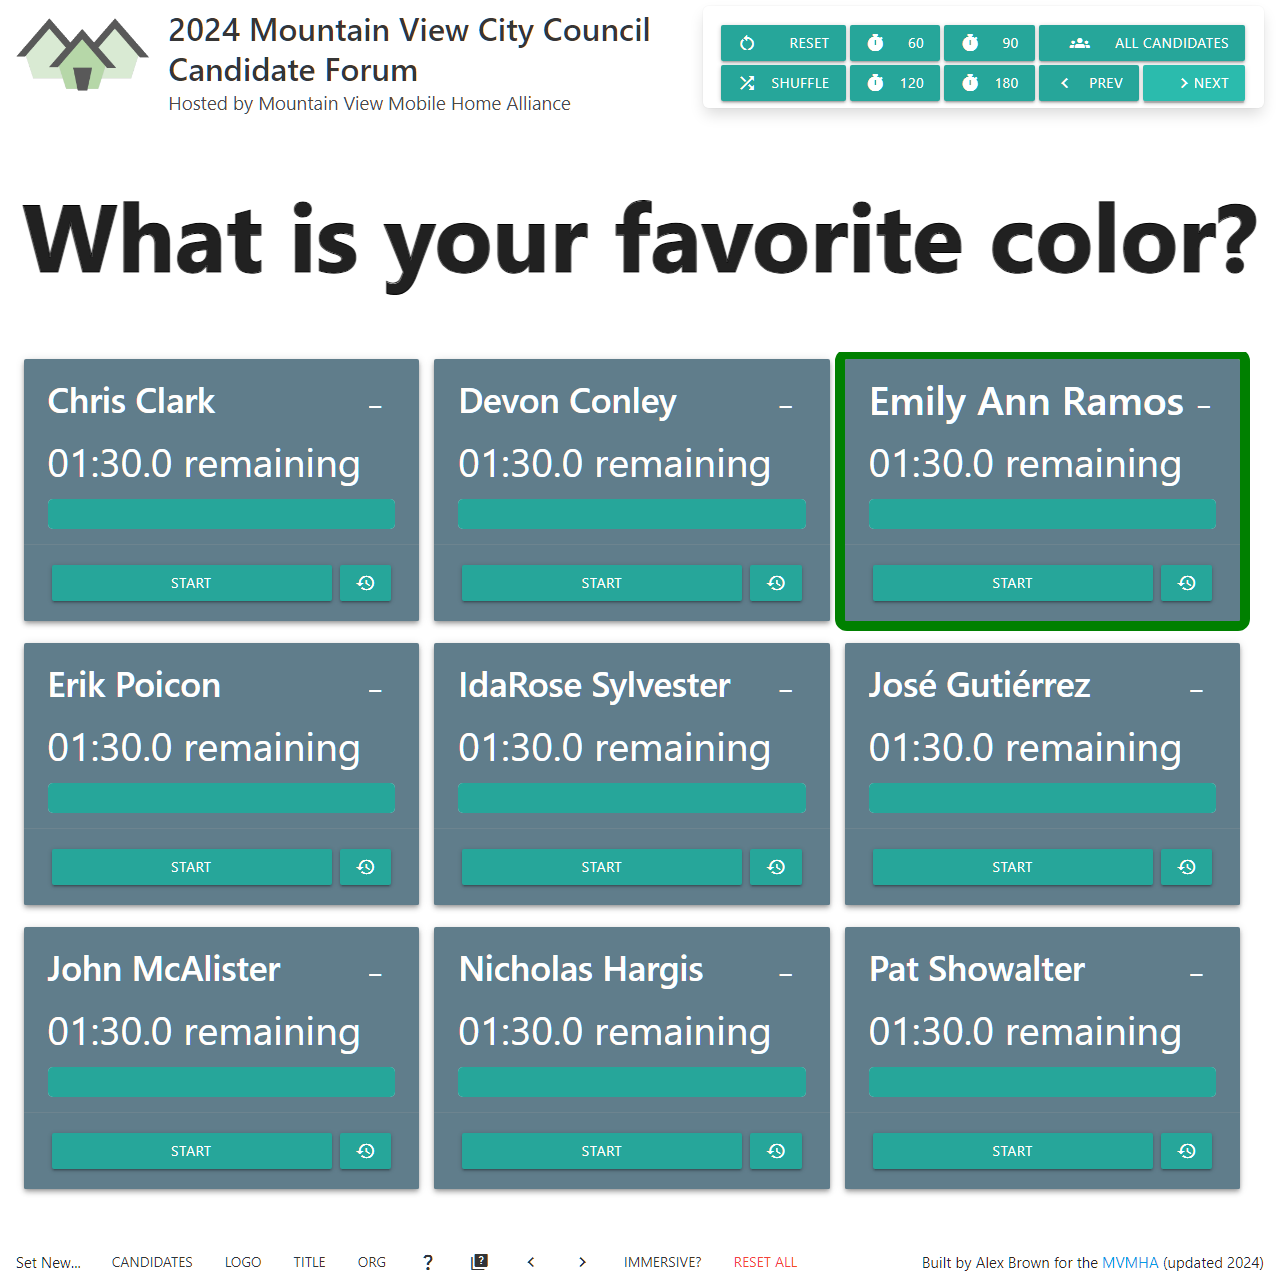 2024 Mountain View City Council
Candidate Forum
Hosted by Mountain View Mobile Home Alliance
RESET 60 90 ALL CANDIDATES
SHUFFLE 120 180 PREV NEXT
What is your favorite color?
Chris Clark –
01:30.0 remaining
START
Devon Conley –
01:30.0 remaining
START
Emily Ann Ramos –
01:30.0 remaining
START
Erik Poicon –
01:30.0 remaining
START
IdaRose Sylvester –
01:30.0 remaining
START
José Gutiérrez –
01:30.0 remaining
START
John McAlister –
01:30.0 remaining
START
Nicholas Hargis –
01:30.0 remaining
START
Pat Showalter –
01:30.0 remaining
START
Set New... CANDIDATES LOGO TITLE ORG ? ? < > IMMERSIVE? RESET ALL Built by Alex Brown for the MVMHA (updated 2024)